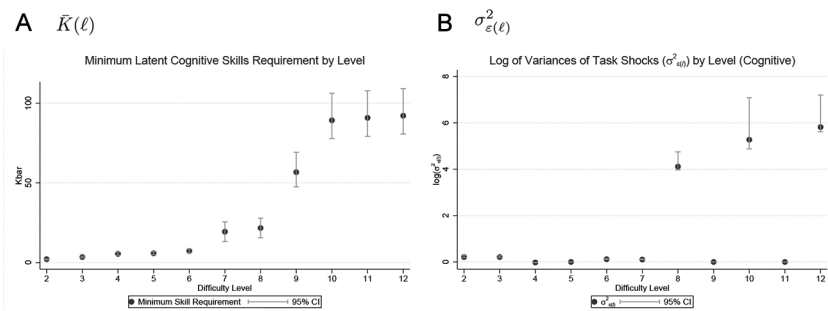 A K̄(ℓ)
Minimum Latent Cognitive Skills Requirement by Level
Kbar
100
50
0
2 3 4 5 6 7 8 9 10 11 12
Difficulty Level
Minimum Skill Requirement 95% CI
B σ²ε(ℓ)
Log of Variances of Task Shocks (σ²ε(l)) by Level (Cognitive)
log(σ²ε(l))
8
6
4
2
0
2 3 4 5 6 7 8 9 10 11 12
Difficulty Level
σ²ε(l) 95% CI